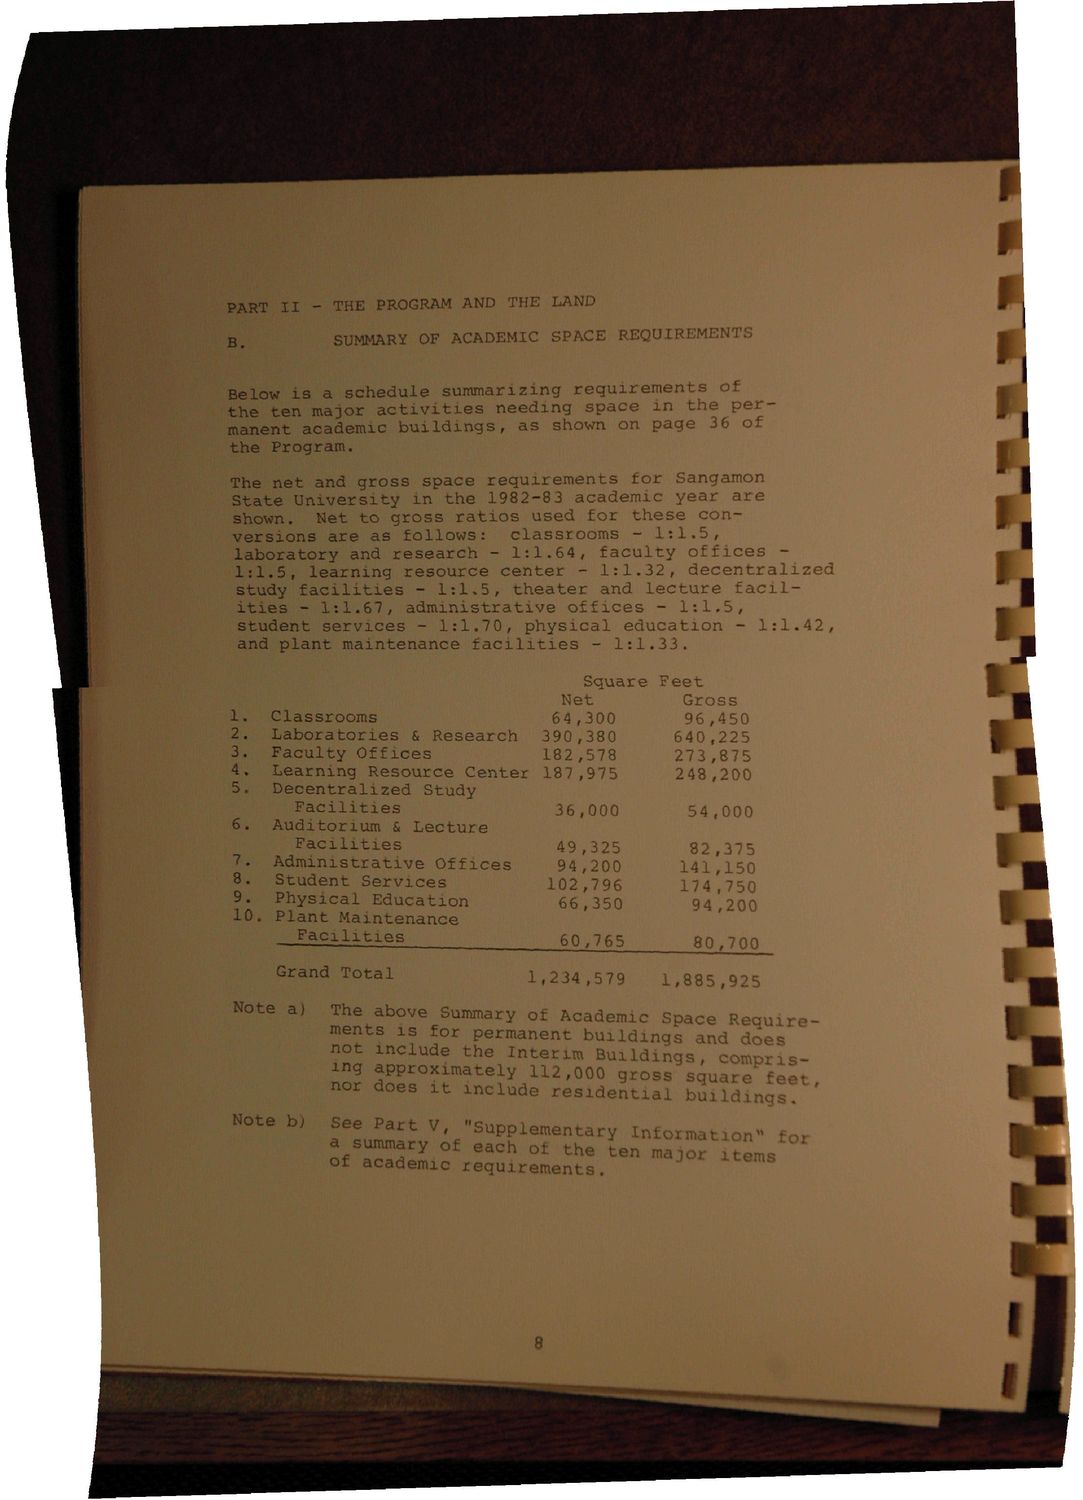 PART II - THE PROGRAM AND THE LAND
B. SUMMARY OF ACADEMIC SPACE REQUIREMENTS
Below is a schedule summarizing requirements of
the ten major activities needing space in the per-
manent academic buildings, as shown on page 36 of
the Program.
The net and gross space requirements for Sangamon
State University in the 1982-83 academic year are
shown. Net to gross ratios used for these con-
versions are as follows: classrooms - 1:1.5,
laboratory and research - 1:1.64, faculty offices -
1:1.5, learning resource center - 1:1.32, decentralized
study facilities - 1:1.5, theater and lecture facil-
ities - 1:1.67, administrative offices - 1:1.5,
student services - 1:1.70, physical education - 1:1.42,
and plant maintenance facilities - 1:1.33.
Square Feet
Net Gross
1. Classrooms 64,300 96,450
2. Laboratories & Research 390,380 640,225
3. Faculty Offices 182,578 273,875
4. Learning Resource Center 187,975 248,200
5. Decentralized Study
Facilities 36,000 54,000
6. Auditorium & Lecture
Facilities 49,325 82,375
7. Administrative Offices 94,200 141,150
8. Student Services 102,796 174,750
9. Physical Education 66,350 94,200
10. Plant Maintenance
Facilities 60,765 80,700
Grand Total 1,234,579 1,885,925
Note a) The above Summary of Academic Space Require-
ments is for permanent buildings and does
not include the Interim Buildings, compris-
ing approximately 112,000 gross square feet,
nor does it include residential buildings.
Note b) See Part V, "Supplementary Information" for
a summary of each of the ten major items
of academic requirements.
8